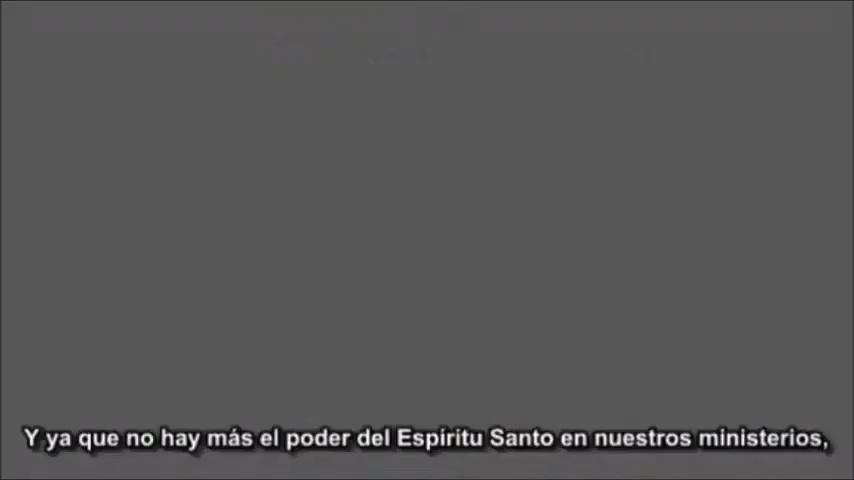 Y ya que no hay más el poder del Espíritu Santo en nuestros ministerios,